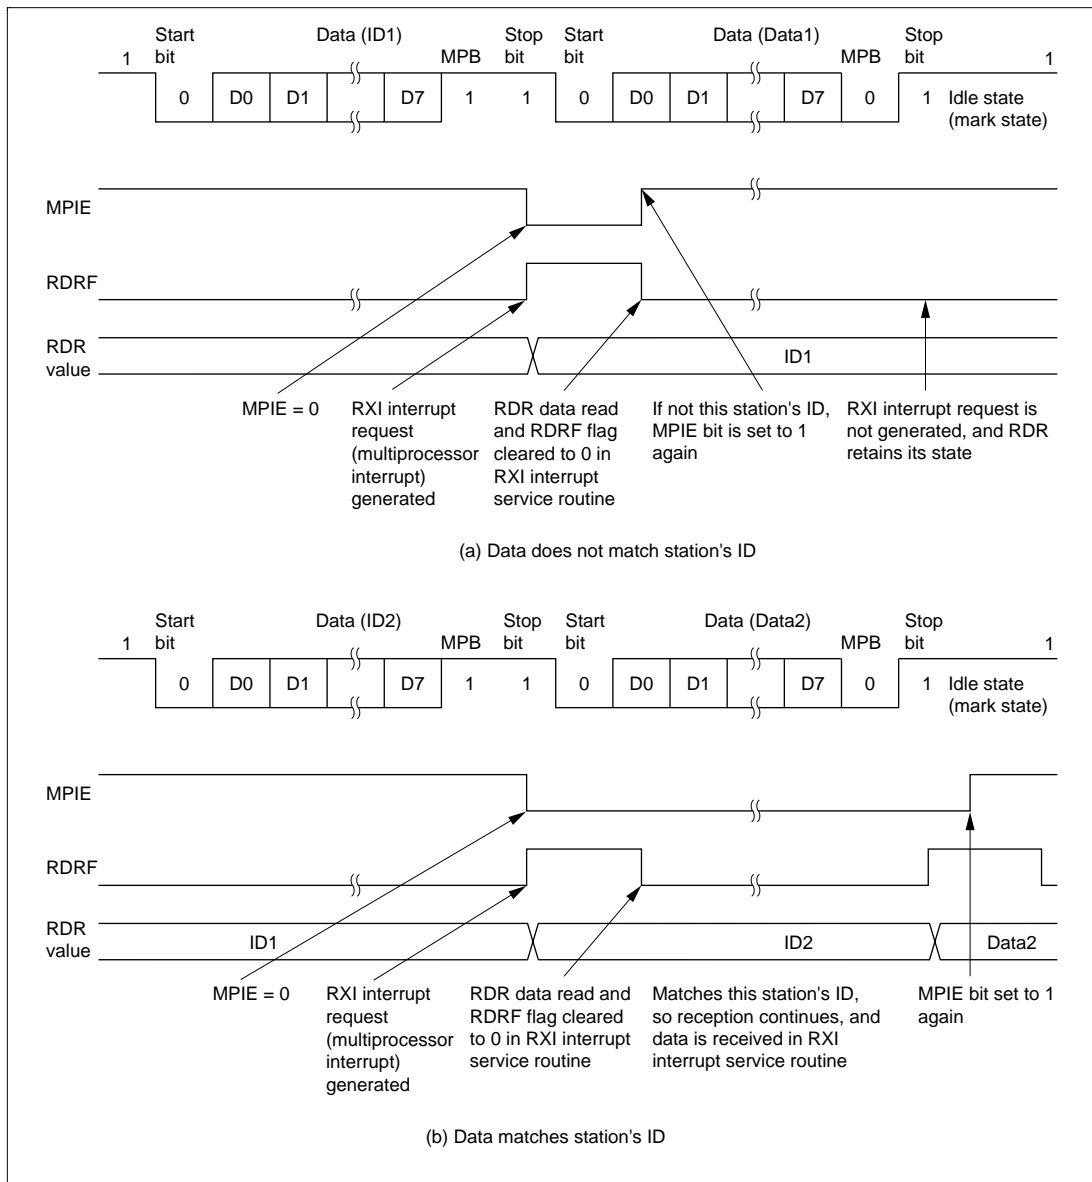 Start bit Data (ID1) MPB Stop bit Start bit Data (Data1) MPB Stop bit
1 1
0 D0 D1 D7 1 1 0 D0 D1 D7 0 1 Idle state (mark state)
MPIE
RDRF
RDR value
ID1
MPIE = 0
RXI interrupt
request
(multiprocessor
interrupt)
generated
RDR data read
and RDRF flag
cleared to 0 in
RXI interrupt
service routine
If not this station's ID,
MPIE bit is set to 1
again
RXI interrupt request is
not generated, and RDR
retains its state
(a) Data does not match station's ID
Start bit Data (ID2) MPB Stop bit Start bit Data (Data2) MPB Stop bit
1 1
0 D0 D1 D7 1 1 0 D0 D1 D7 0 1 Idle state (mark state)
MPIE
RDRF
RDR value
ID1 ID2 Data2
MPIE = 0
RXI interrupt
request
(multiprocessor
interrupt)
generated
RDR data read and
RDRF flag cleared
to 0 in RXI interrupt
service routine
Matches this station's ID,
so reception continues, and
data is received in RXI
interrupt service routine
MPIE bit set to 1
again
(b) Data matches station's ID